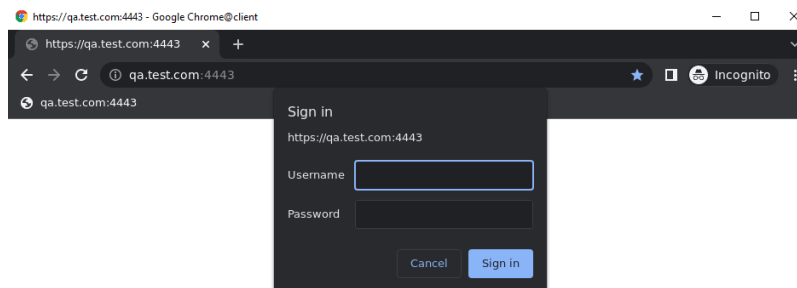 https://qa.test.com:4443 - Google Chrome@client
https://qa.test.com:4443
qa.test.com:4443
Incognito
qa.test.com:4443
Sign in
https://qa.test.com:4443
Username
Password
Cancel
Sign in